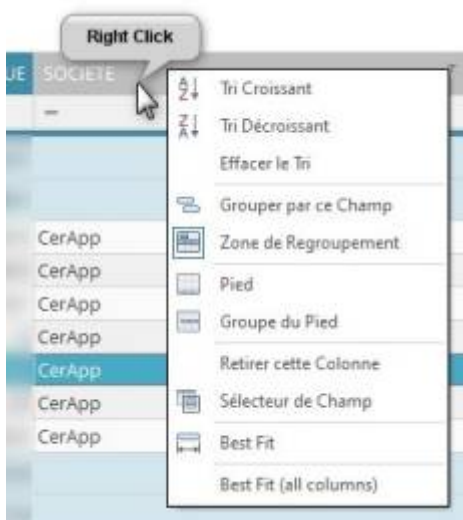 Right Click
UE SOCIETE
Tri Croissant
Tri Décroissant
Effacer le Tri
Grouper par ce Champ
CerApp
Zone de Regroupement
CerApp
Pied
CerApp
Groupe du Pied
CerApp
CerApp
Retirer cette Colonne
CerApp
Sélecteur de Champ
CerApp
Best Fit
Best Fit (all columns)